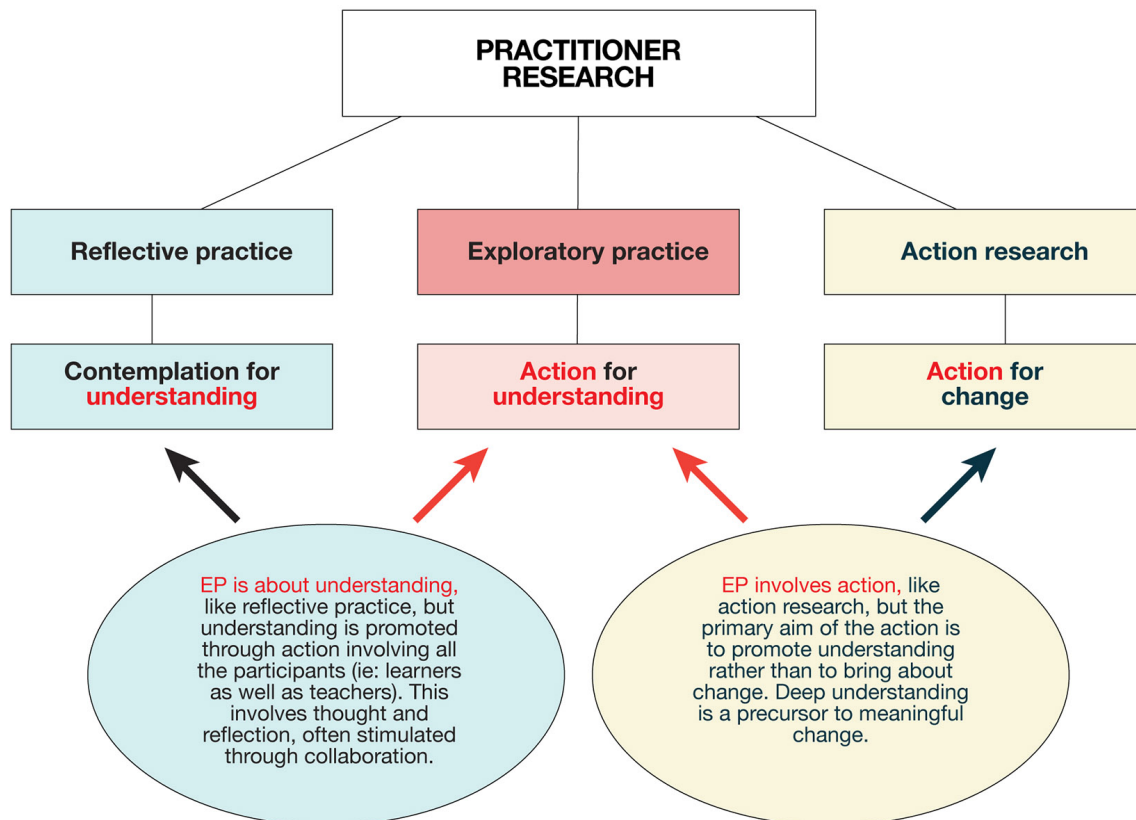 PRACTITIONER
RESEARCH
Reflective practice
Exploratory practice
Action research
Contemplation for
understanding
Action for
understanding
Action for
change
EP is about understanding,
like reflective practice, but
understanding is promoted
through action involving all
the participants (ie: learners
as well as teachers). This
involves thought and
reflection, often stimulated
through collaboration.
EP involves action, like
action research, but the
primary aim of the action is
to promote understanding
rather than to bring about
change. Deep understanding
is a precursor to meaningful
change.